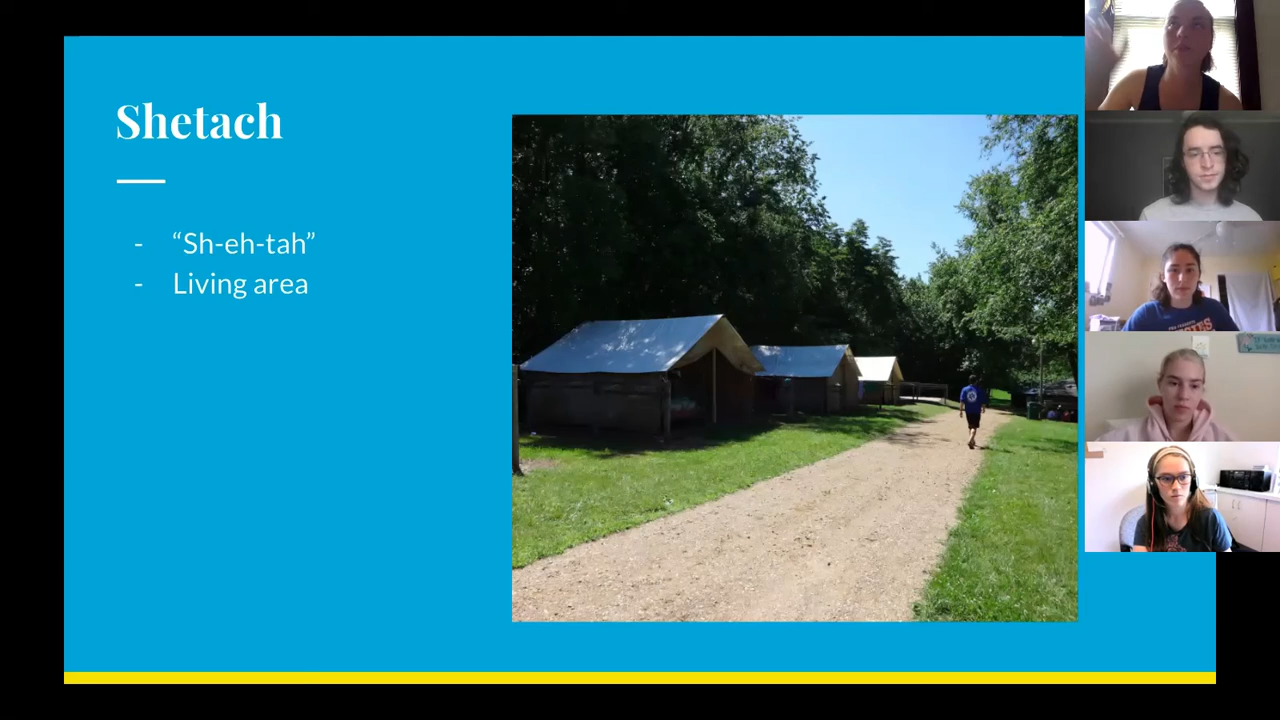 Shetach
- “Sh-eh-tah”
- Living area